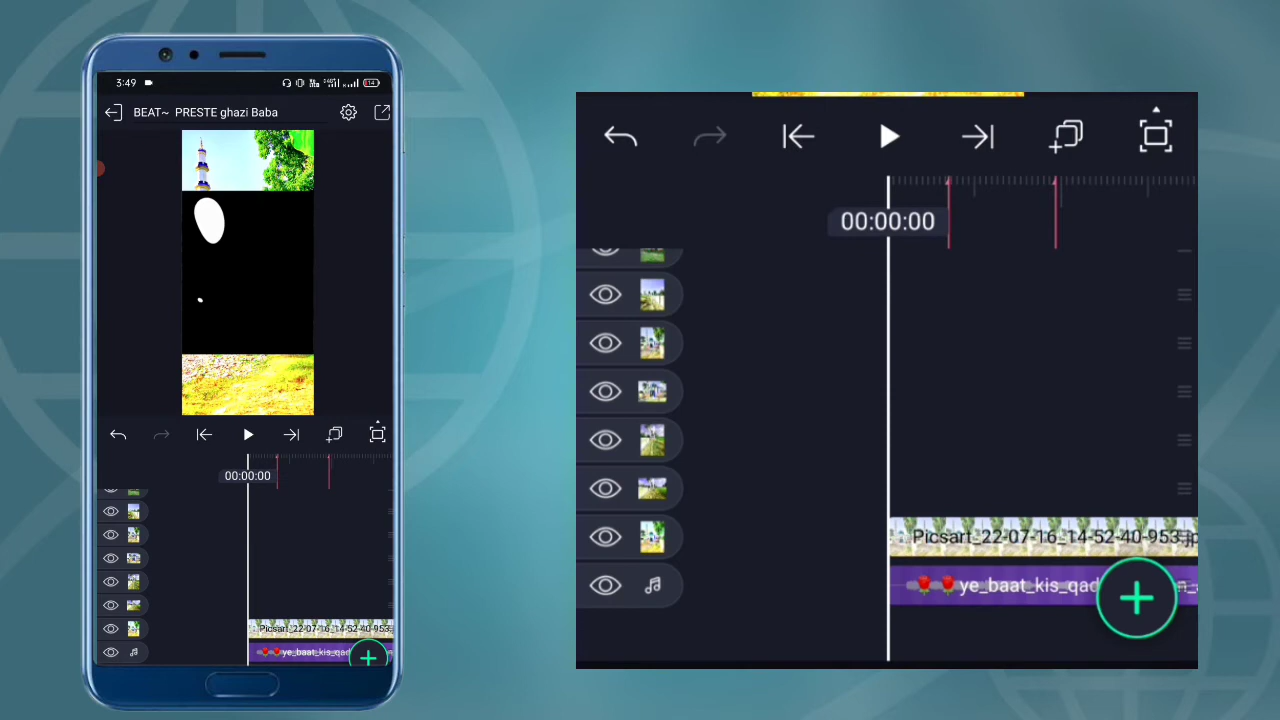 3:49
14
BEAT~ PRESTE ghazi Baba
00:00:00
Picsart_22-07-16_14-52-40-953
ye_baat_kis_qad
00:00:00
Picsart_22-07-16_14-52-40-953.jp
ye_baat_kis_qad